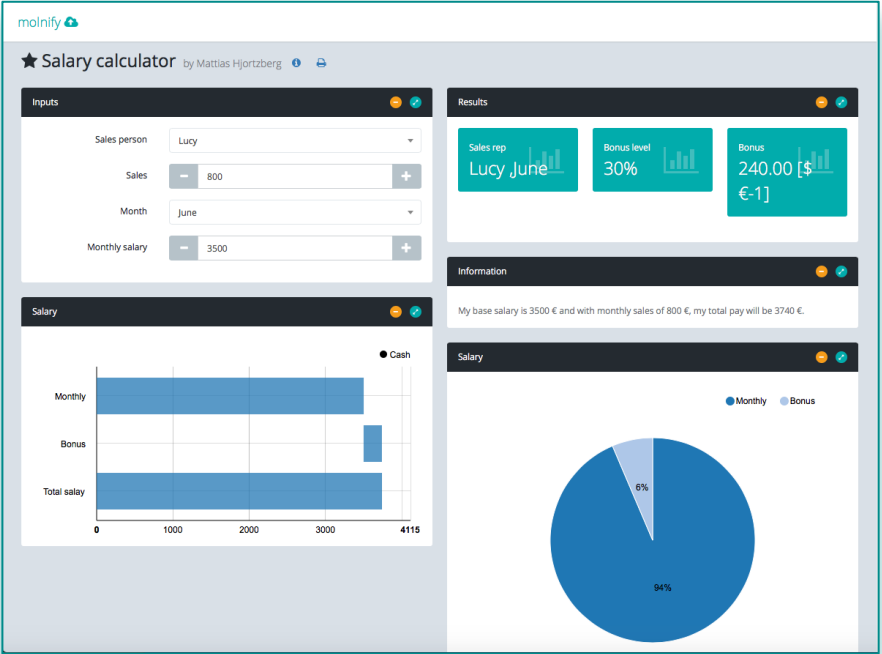 molnify
Salary calculator by Mattias Hjortzberg
Inputs
Sales person Lucy
Sales − 800 +
Month June
Monthly salary − 3500 +
Salary
Cash
Monthly
Bonus
Total salay
0 1000 2000 3000 4115
Results
Sales rep
Lucy ,June
Bonus level
30%
Bonus
240.00 [$
€-1]
Information
My base salary is 3500 € and with monthly sales of 800 €, my total pay will be 3740 €.
Salary
Monthly Bonus
6%
94%